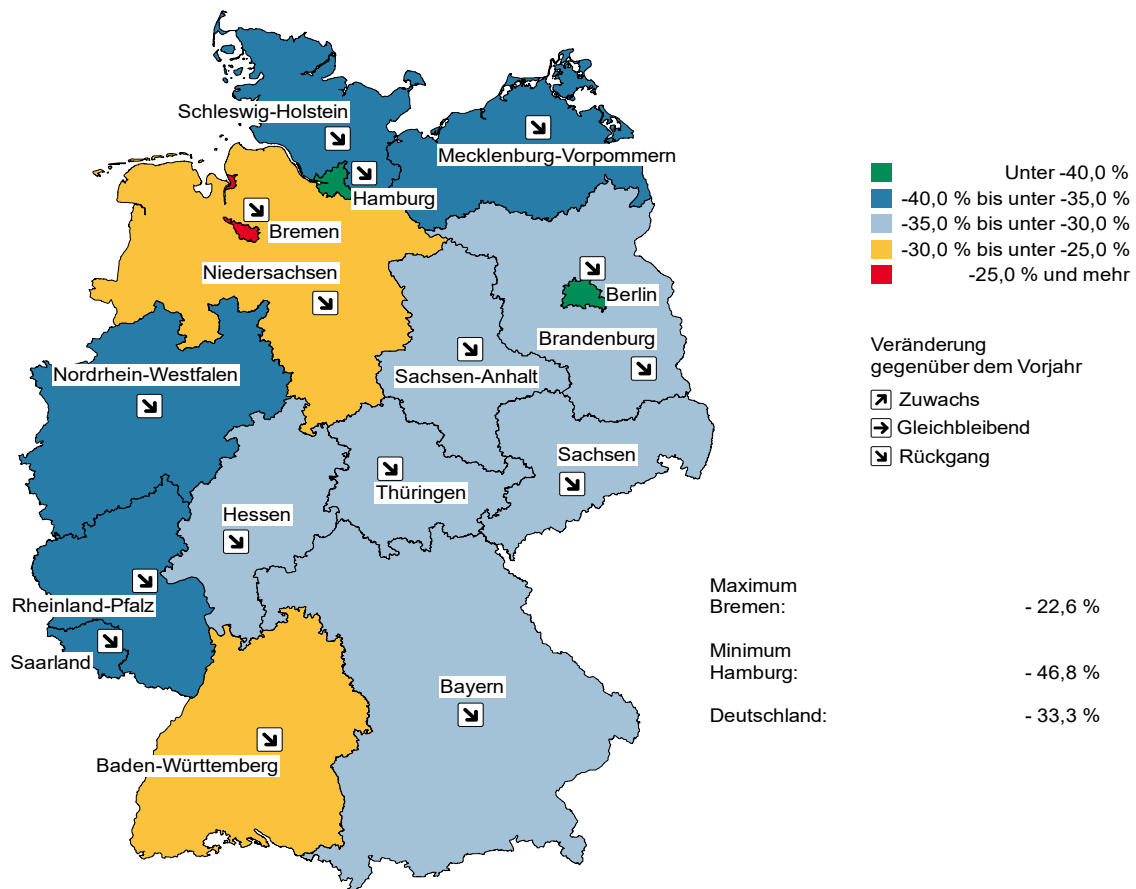 Schleswig-Holstein
Mecklenburg-Vorpommern
Hamburg
Bremen
Niedersachsen
Berlin
Brandenburg
Nordrhein-Westfalen
Sachsen-Anhalt
Sachsen
Thüringen
Hessen
Rheinland-Pfalz
Saarland
Bayern
Baden-Württemberg
Unter -40,0 %
-40,0 % bis unter -35,0 %
-35,0 % bis unter -30,0 %
-30,0 % bis unter -25,0 %
-25,0 % und mehr
Veränderung
gegenüber dem Vorjahr
Zuwachs
Gleichbleibend
Rückgang
Maximum
Bremen: - 22,6 %
Minimum
Hamburg: - 46,8 %
Deutschland: - 33,3 %